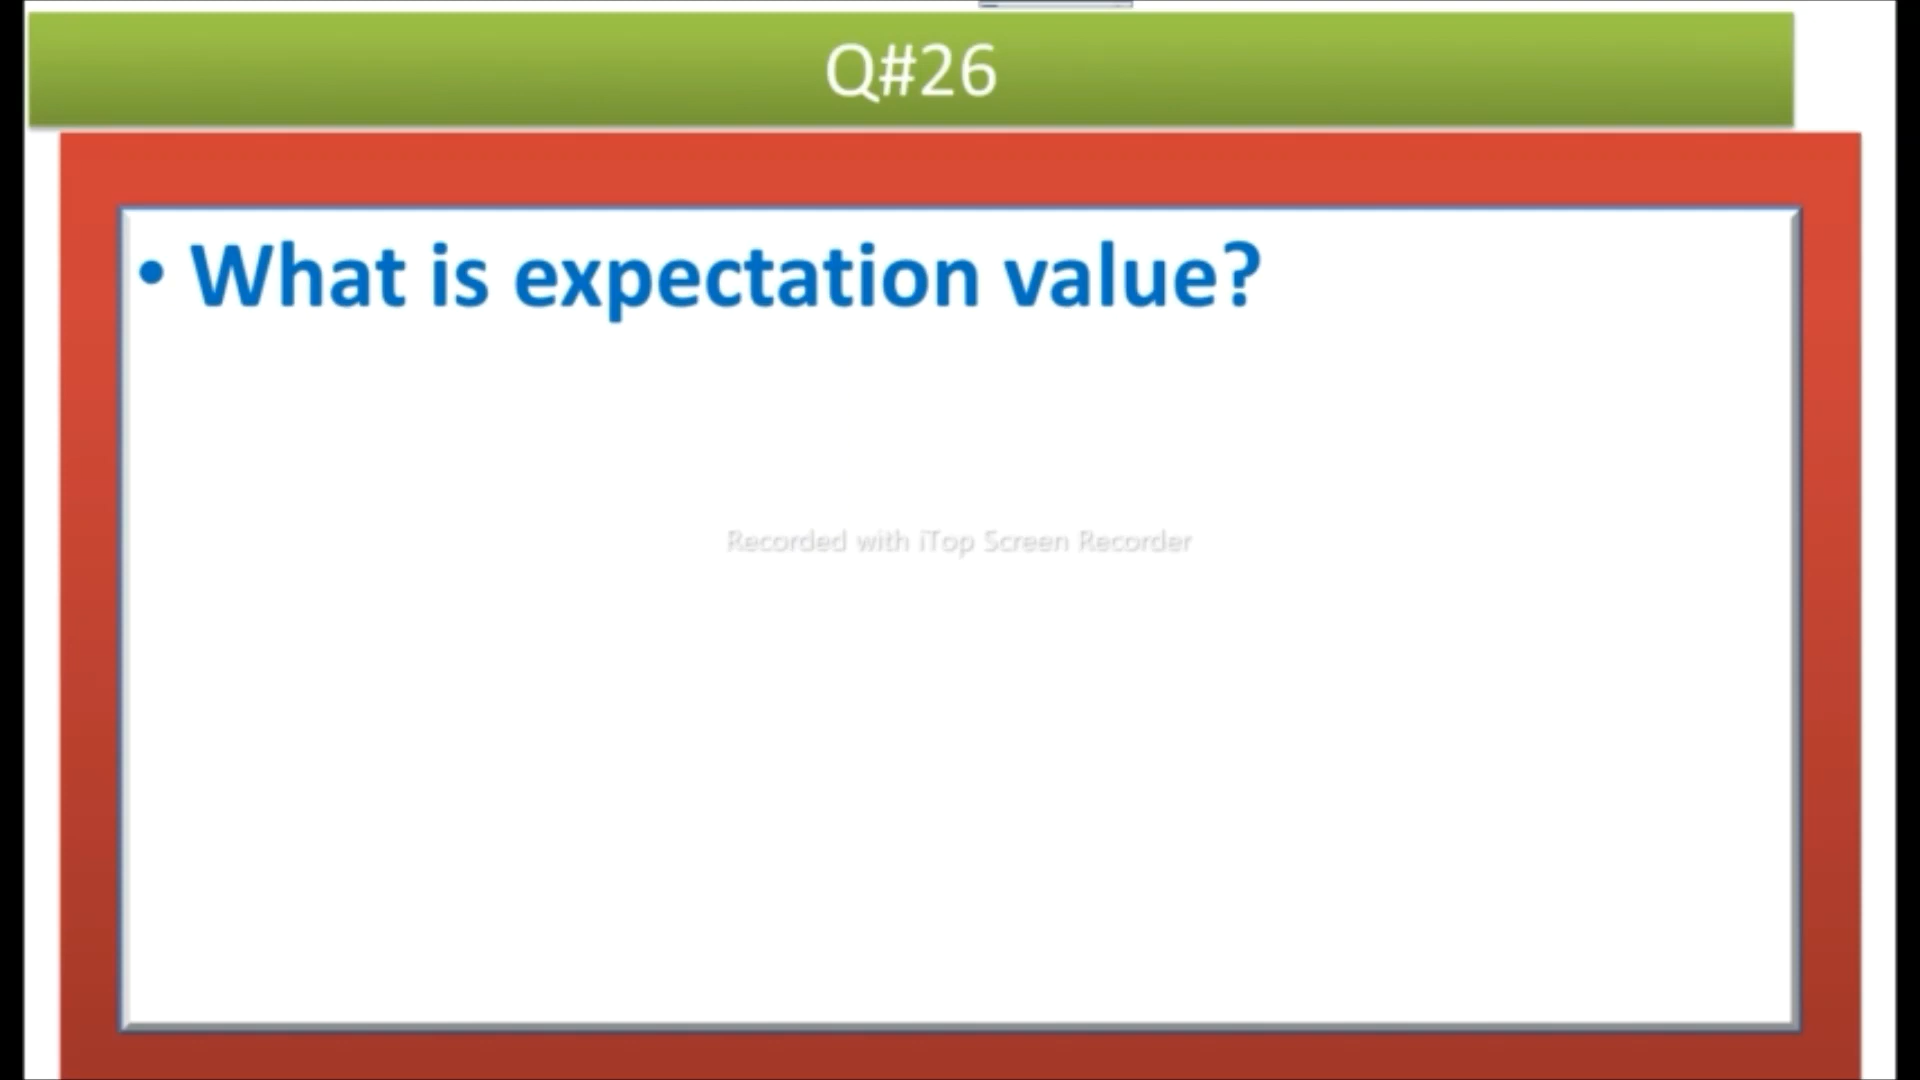 Q#26
• What is expectation value?
Recorded with iTop Screen Recorder